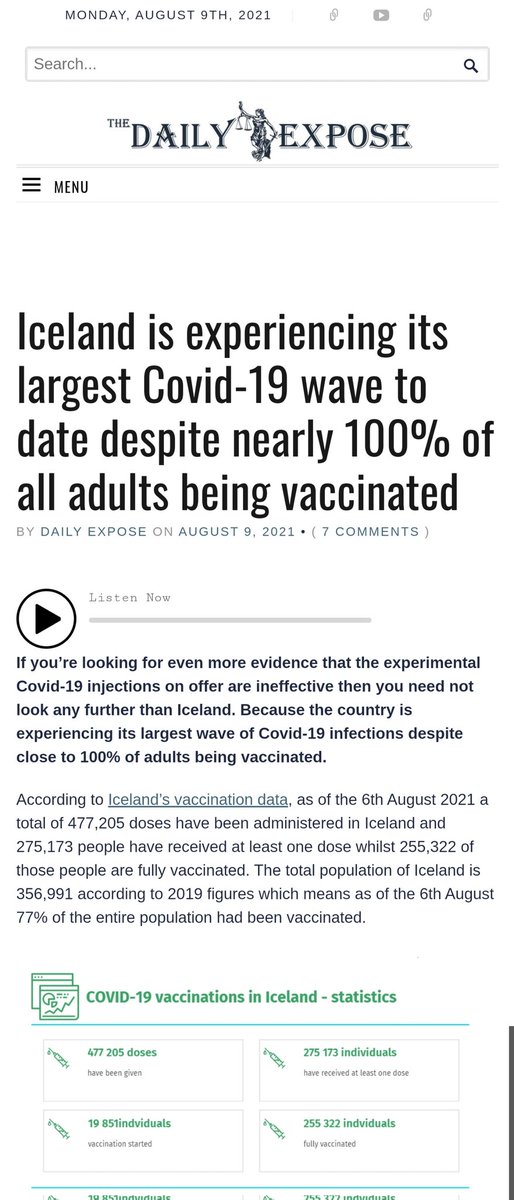 MONDAY, AUGUST 9TH, 2021
Search...
THE DAILY EXPOSE
MENU
Iceland is experiencing its
largest Covid-19 wave to
date despite nearly 100% of
all adults being vaccinated
BY DAILY EXPOSE ON AUGUST 9, 2021 • ( 7 COMMENTS )
Listen Now
If you’re looking for even more evidence that the experimental
Covid-19 injections on offer are ineffective then you need not
look any further than Iceland. Because the country is
experiencing its largest wave of Covid-19 infections despite
close to 100% of adults being vaccinated.
According to Iceland’s vaccination data, as of the 6th August 2021 a
total of 477,205 doses have been administered in Iceland and
275,173 people have received at least one dose whilst 255,322 of
those people are fully vaccinated. The total population of Iceland is
356,991 according to 2019 figures which means as of the 6th August
77% of the entire population had been vaccinated.
COVID-19 vaccinations in Iceland - statistics
477 205 doses
have been given
275 173 individuals
have received at least one dose
19 851indviduals
vaccination started
255 322 individuals
fully vaccinated
19 851indviduals
255 322 individuals